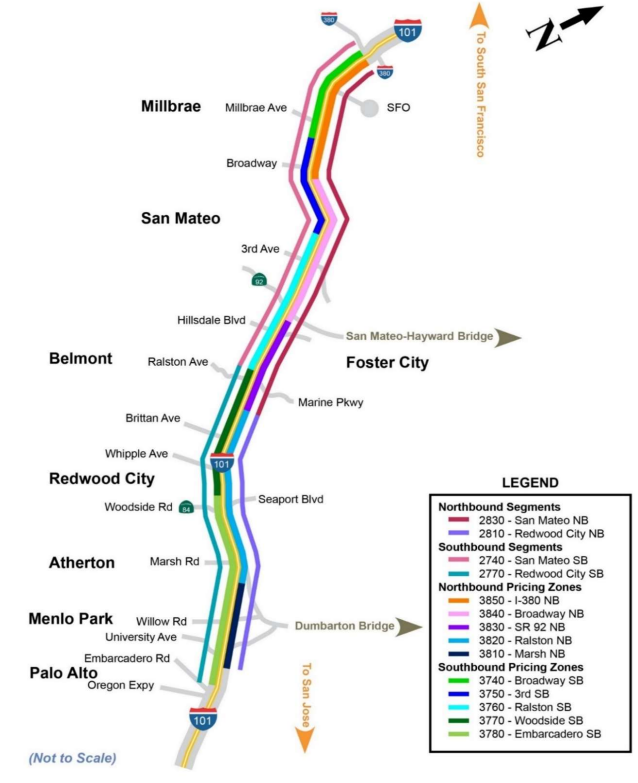 380
101
380
N
To South San Francisco
Millbrae
Millbrae Ave
SFO
Broadway
San Mateo
3rd Ave
92
Hillsdale Blvd
San Mateo-Hayward Bridge
Belmont
Ralston Ave
Foster City
Marine Pkwy
Brittan Ave
Whipple Ave
101
Redwood City
Woodside Rd
84
Seaport Blvd
Atherton
Marsh Rd
Menlo Park
Willow Rd
Dumbarton Bridge
University Ave
Embarcadero Rd
Palo Alto
Oregon Expy
To San Jose
101
(Not to Scale)
LEGEND
Northbound Segments
2830 - San Mateo NB
2810 - Redwood City NB
Southbound Segments
2740 - San Mateo SB
2770 - Redwood City SB
Northbound Pricing Zones
3850 - I-380 NB
3840 - Broadway NB
3830 - SR 92 NB
3820 - Ralston NB
3810 - Marsh NB
Southbound Pricing Zones
3740 - Broadway SB
3750 - 3rd SB
3760 - Ralston SB
3770 - Woodside SB
3780 - Embarcadero SB